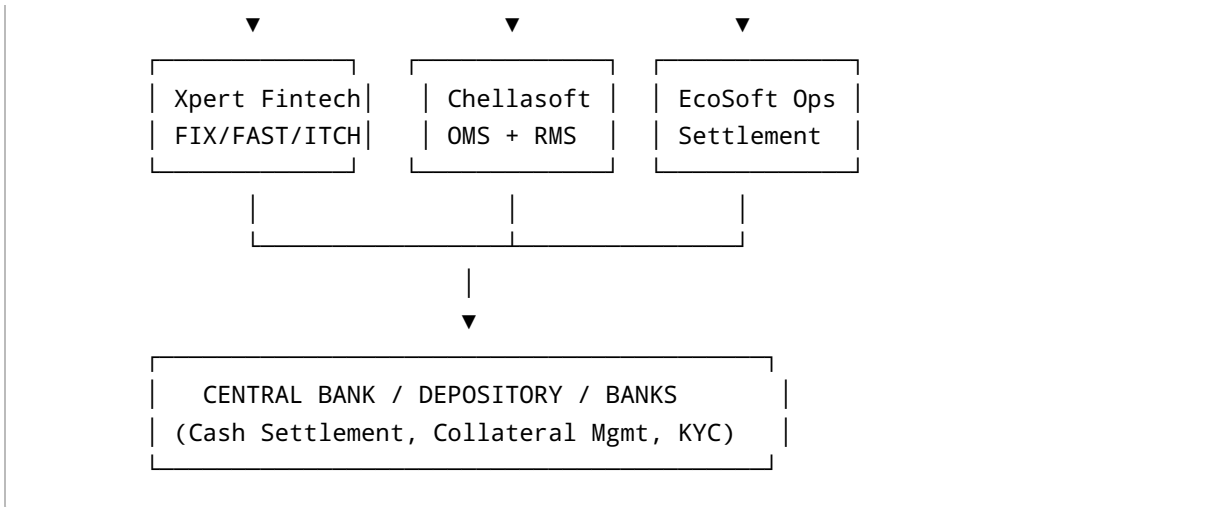 Xpert Fintech Chellasoft EcoSoft Ops
FIX/FAST/ITCH OMS + RMS Settlement
CENTRAL BANK / DEPOSITORY / BANKS
(Cash Settlement, Collateral Mgmt, KYC)